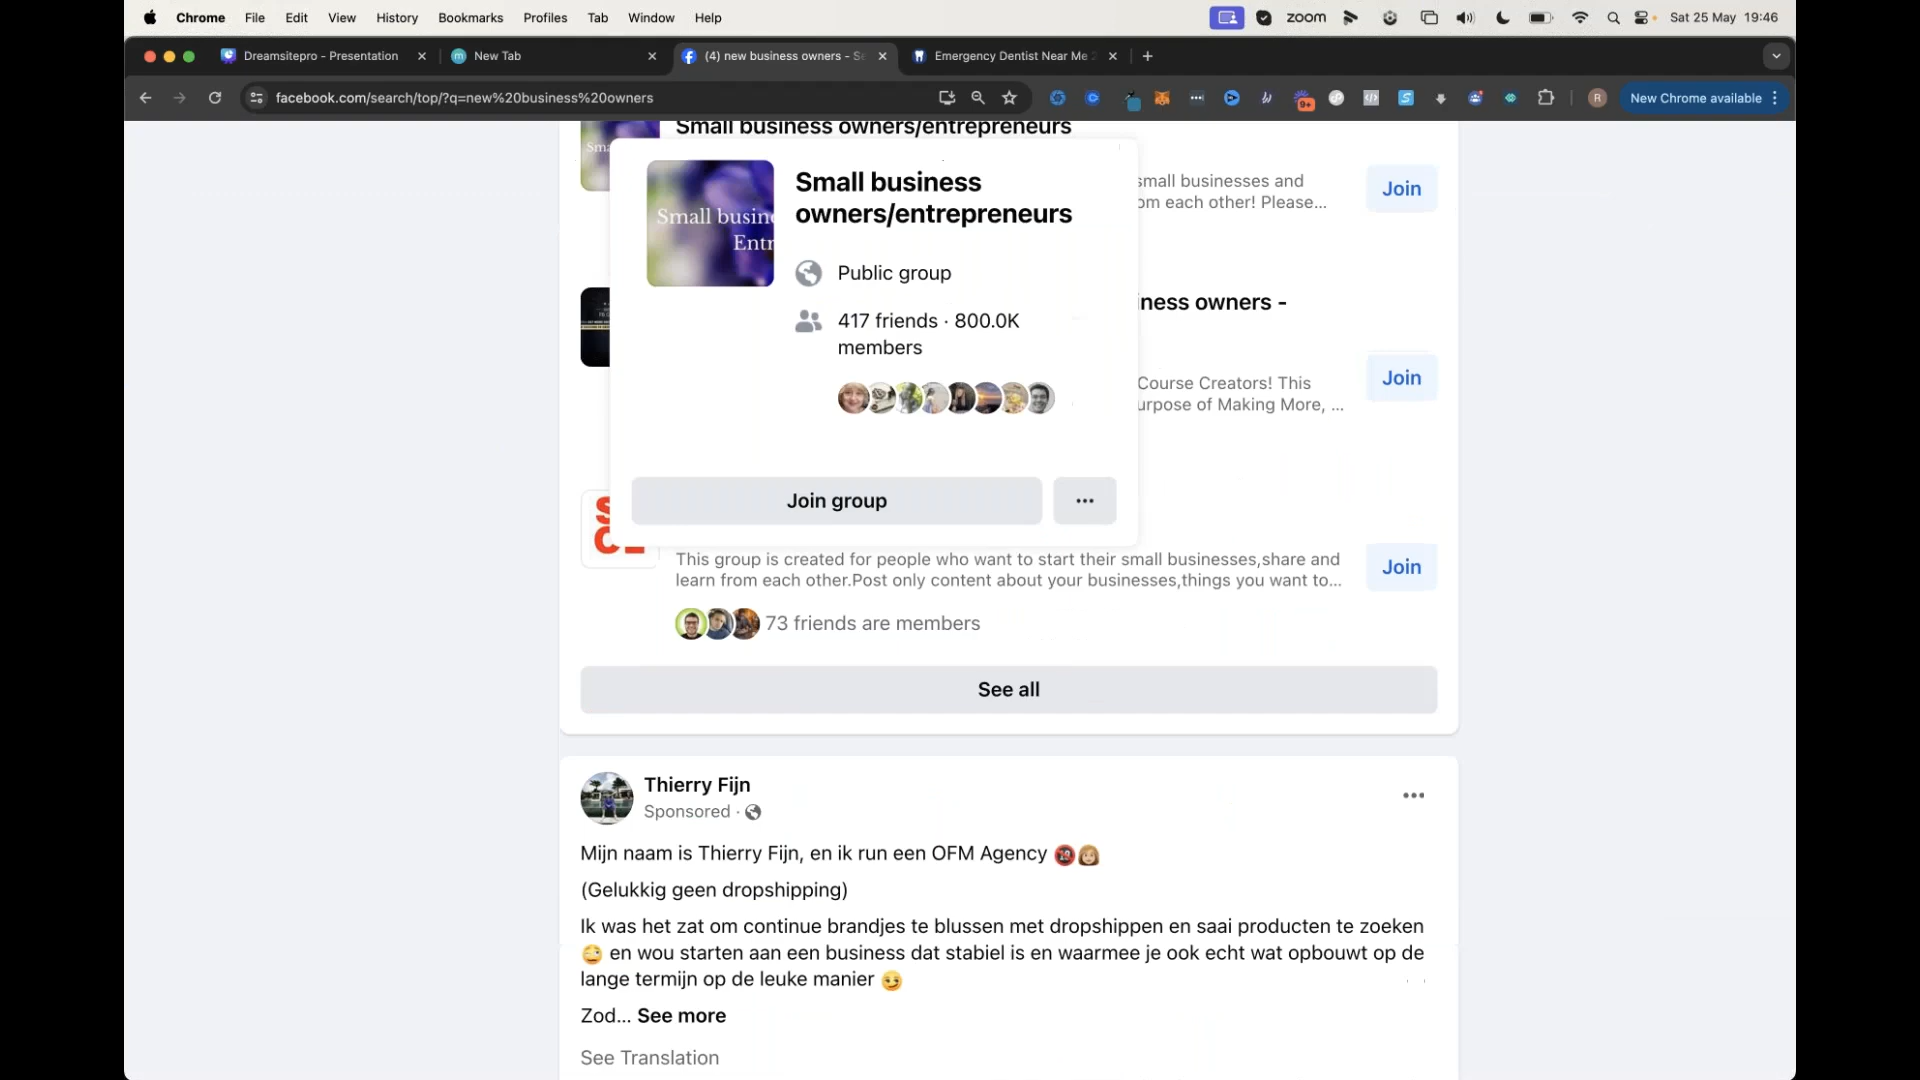 Chrome File Edit View History Bookmarks Profiles Tab Window Help zoom Sat 25 May 19:46
Dreamsitepro - Presentation New Tab (4) new business owners - Se Emergency Dentist Near Me 2
facebook.com/search/top/?q=new%20business%20owners 9+ R New Chrome available
Small business owners/entrepreneurs
Small busine
Entr
Small business
owners/entrepreneurs
Public group
417 friends · 800.0K
members
Join group
small businesses and
om each other! Please...
Join
iness owners -
Course Creators! This
urpose of Making More, ...
Join
This group is created for people who want to start their small businesses,share and
learn from each other.Post only content about your businesses,things you want to...
Join
73 friends are members
See all
Thierry Fijn
Sponsored ·
Mijn naam is Thierry Fijn, en ik run een OFM Agency 🔞👩🏼
(Gelukkig geen dropshipping)
Ik was het zat om continue brandjes te blussen met dropshippen en saai producten te zoeken
😪 en wou starten aan een business dat stabiel is en waarmee je ook echt wat opbouwt op de
lange termijn op de leuke manier 😏
Zod... See more
See Translation